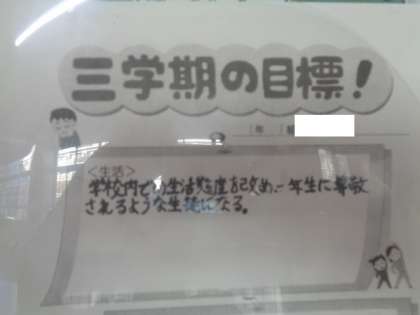 三学期の目標!
1年 組
<生活>
学校内での生活態度を改め、一年生に尊敬
されるような生徒になる。